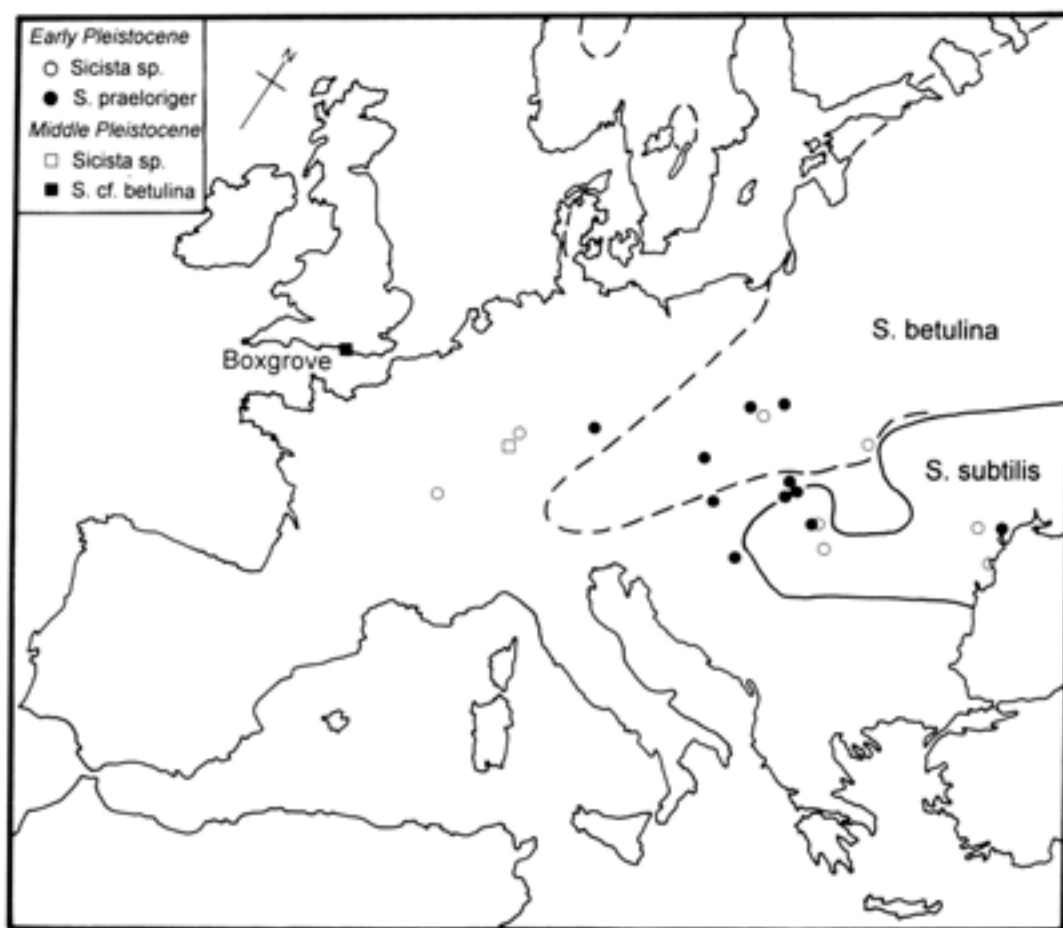 Early Pleistocene
Sicista sp.
S. praeloriger
Middle Pleistocene
Sicista sp.
S. cf. betulina
N
Boxgrove
S. betulina
S. subtilis